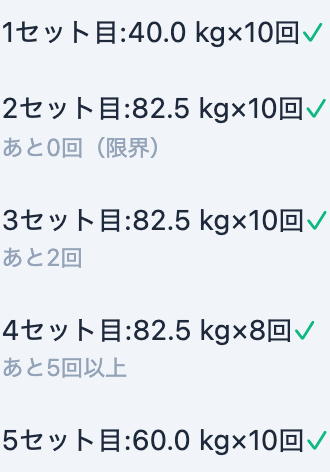 1セット目:40.0 kg×10回✓
2セット目:82.5 kg×10回✓
あと0回（限界）
3セット目:82.5 kg×10回✓
あと2回
4セット目:82.5 kg×8回✓
あと5回以上
5セット目:60.0 kg×10回✓